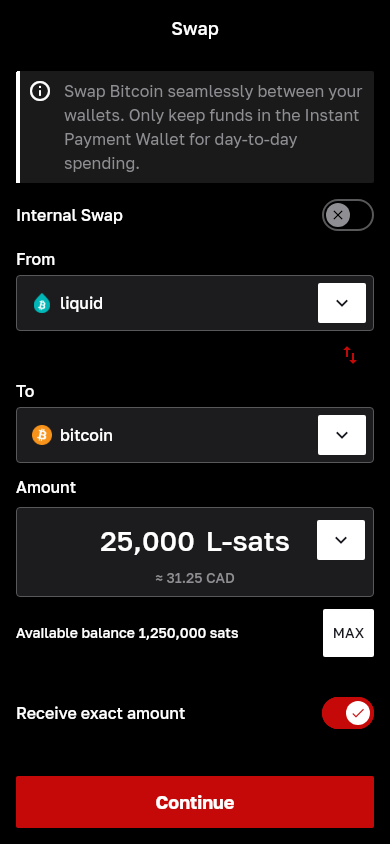 Swap
Swap Bitcoin seamlessly between your
wallets. Only keep funds in the Instant
Payment Wallet for day-to-day
spending.
Internal Swap
From
liquid
To
bitcoin
Amount
25,000 L-sats
≈ 31.25 CAD
Available balance 1,250,000 sats
MAX
Receive exact amount
Continue